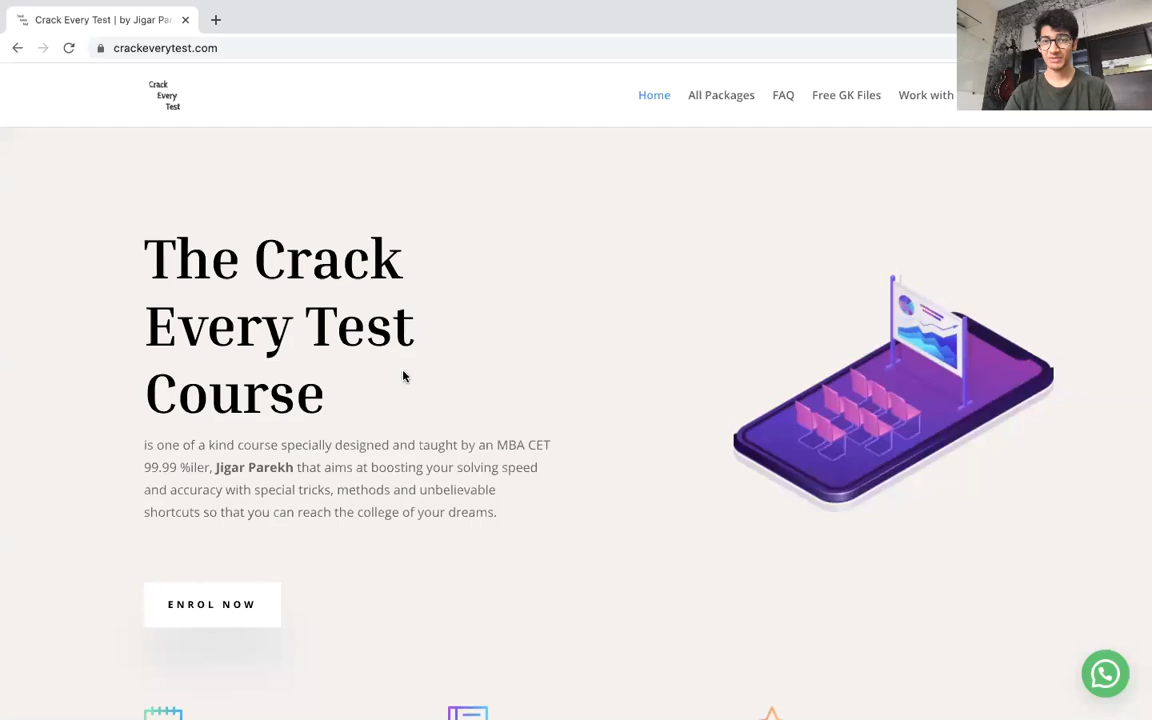 Crack Every Test | by Jigar Par
crackeverytest.com
Crack
Every
Test
Home All Packages FAQ Free GK Files Work with
The Crack
Every Test
Course
is one of a kind course specially designed and taught by an MBA CET
99.99 %iler, Jigar Parekh that aims at boosting your solving speed
and accuracy with special tricks, methods and unbelievable
shortcuts so that you can reach the college of your dreams.
ENROL NOW